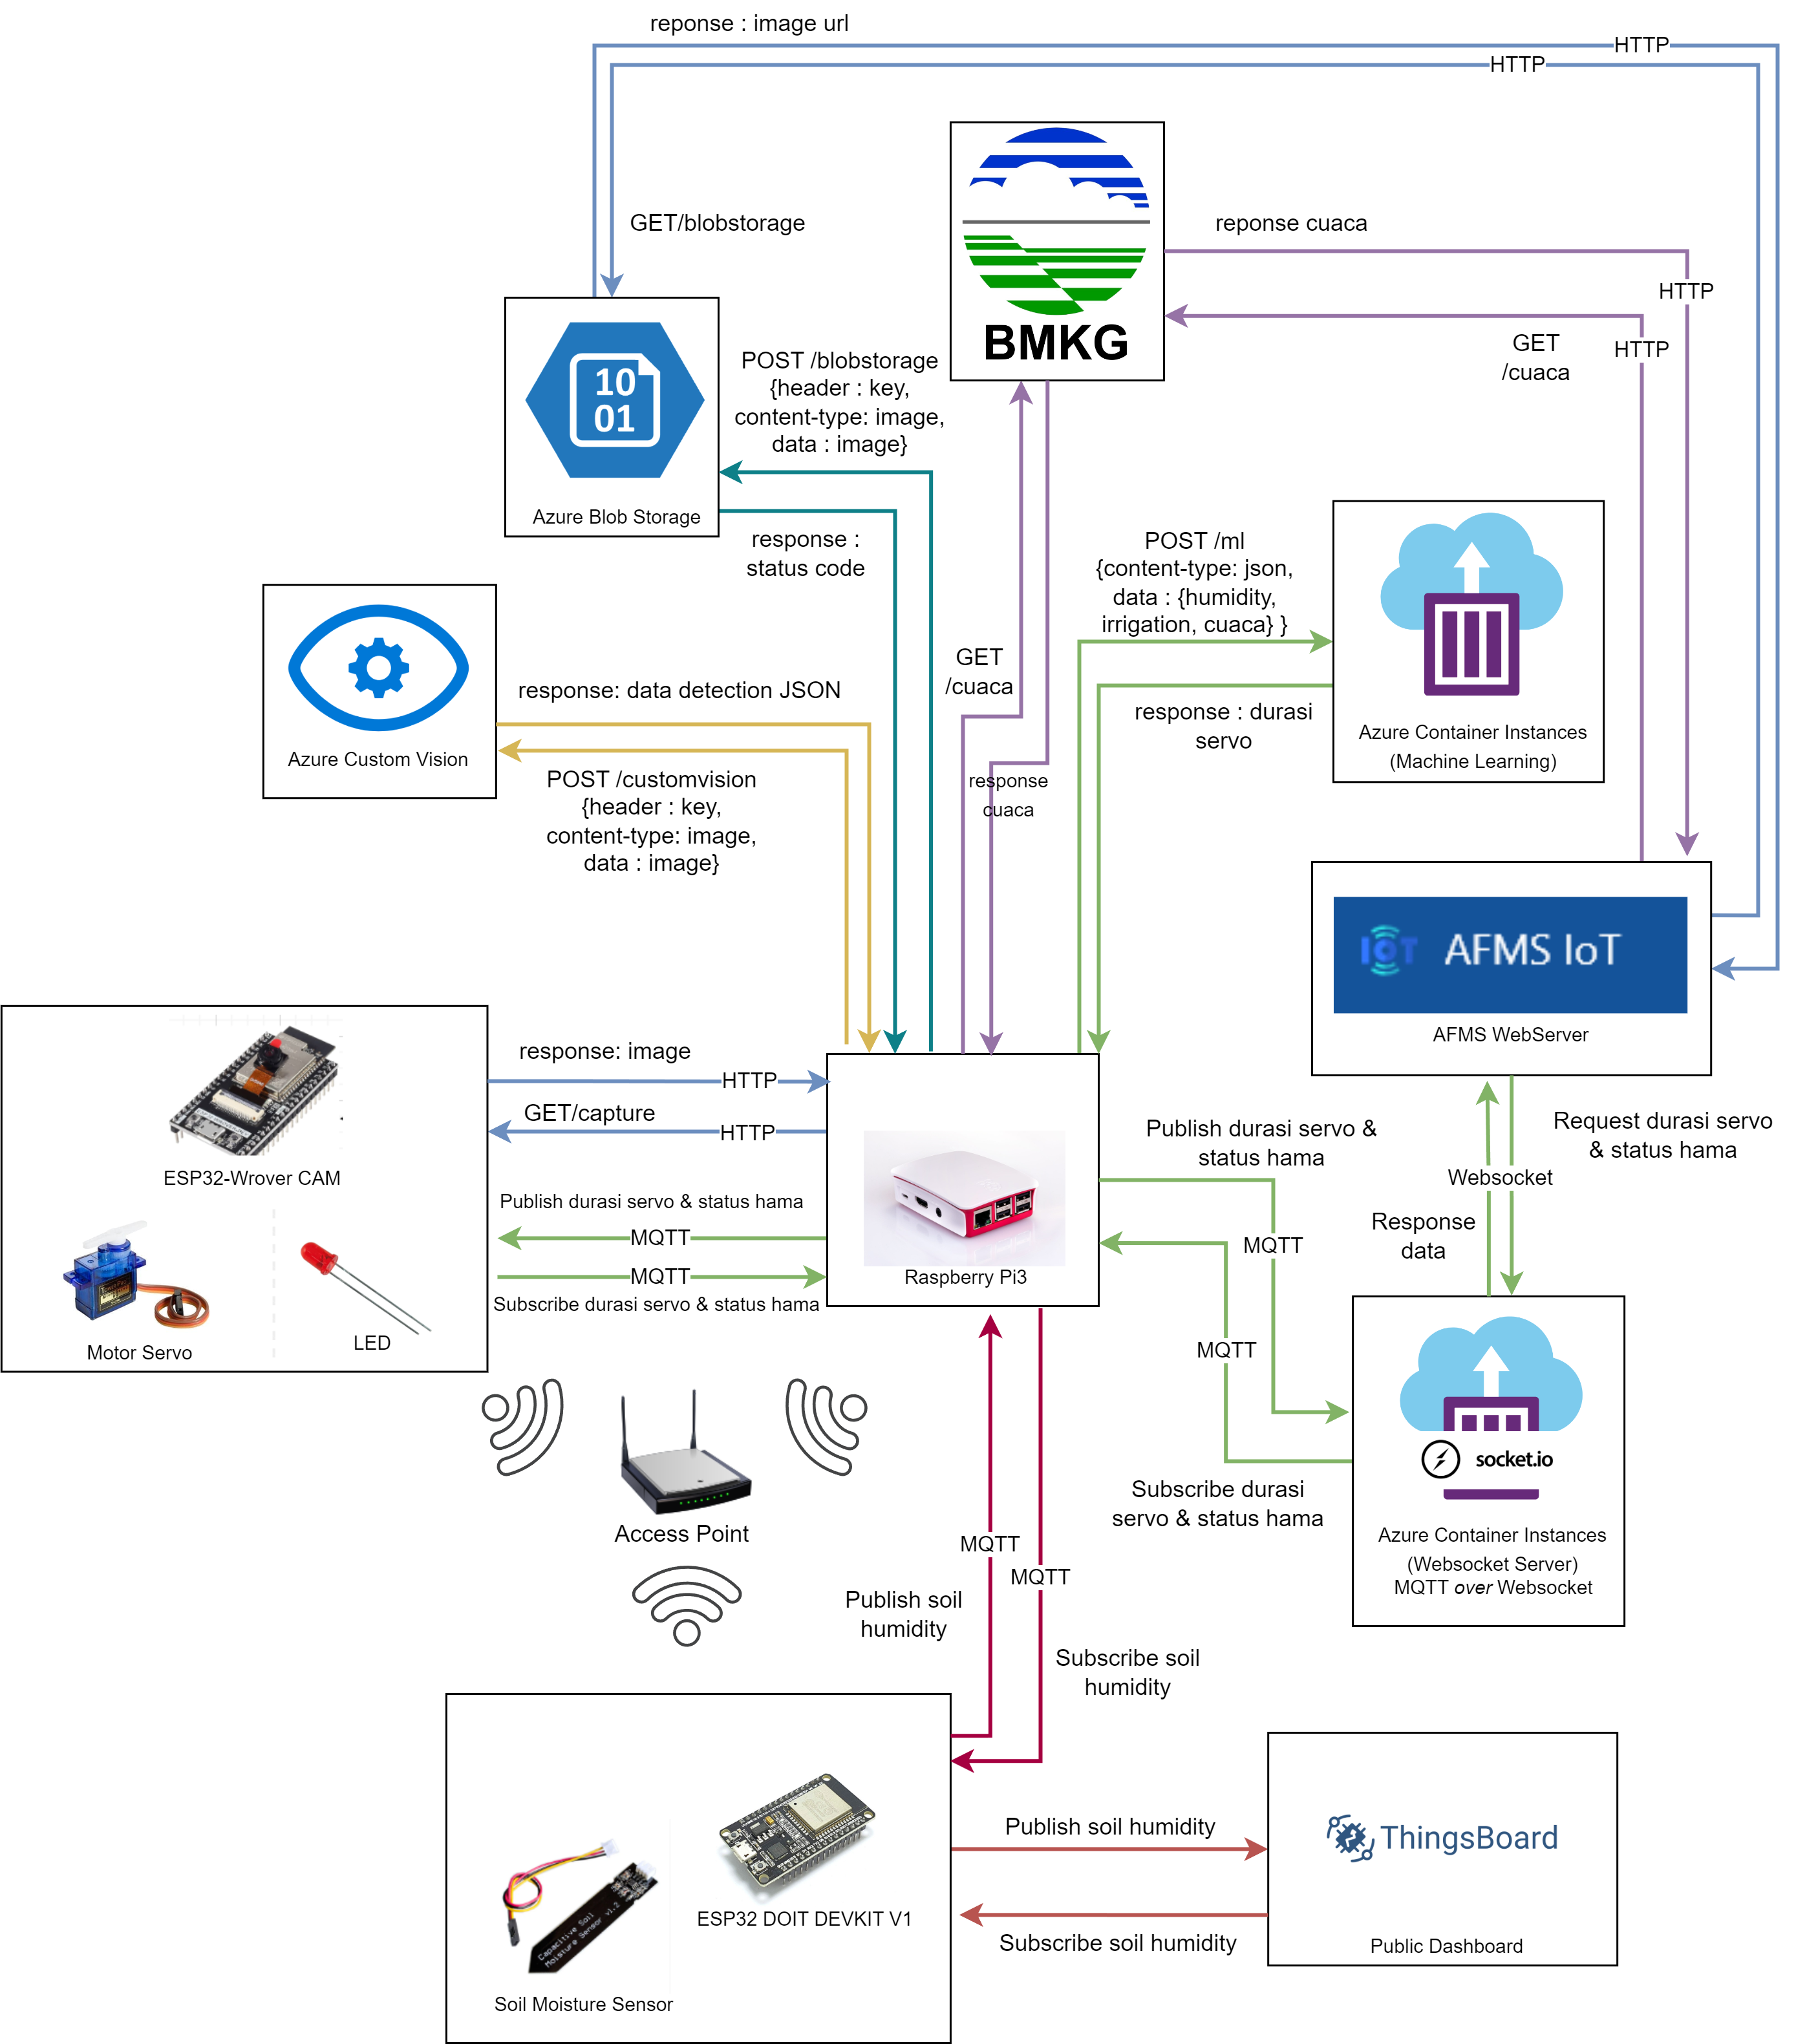 reponse : image url
HTTP
HTTP
GET/blobstorage
reponse cuaca
HTTP
BMKG
GET
/cuaca
HTTP
10
01
Azure Blob Storage
POST /blobstorage
{header : key,
content-type: image,
data : image}
response :
status code
POST /ml
{content-type: json,
data : {humidity,
irrigation, cuaca} }
response : durasi
servo
Azure Container Instances
(Machine Learning)
GET
/cuaca
response
cuaca
Azure Custom Vision
response: data detection JSON
POST /customvision
{header : key,
content-type: image,
data : image}
IoT
AFMS IoT
AFMS WebServer
ESP32-Wrover CAM
Motor Servo
LED
response: image
HTTP
GET/capture
HTTP
Publish durasi servo & status hama
MQTT
MQTT
Subscribe durasi servo & status hama
Raspberry Pi3
Publish durasi servo &
status hama
MQTT
MQTT
Subscribe durasi
servo & status hama
Request durasi servo
& status hama
Websocket
Response
data
socket.io
Azure Container Instances
(Websocket Server)
MQTT over Websocket
Access Point
MQTT
MQTT
Publish soil
humidity
Subscribe soil
humidity
Capacitive Soil
Moisture Sensor v1.2
Soil Moisture Sensor
ESP32 DOIT DEVKIT V1
Publish soil humidity
Subscribe soil humidity
ThingsBoard
Public Dashboard